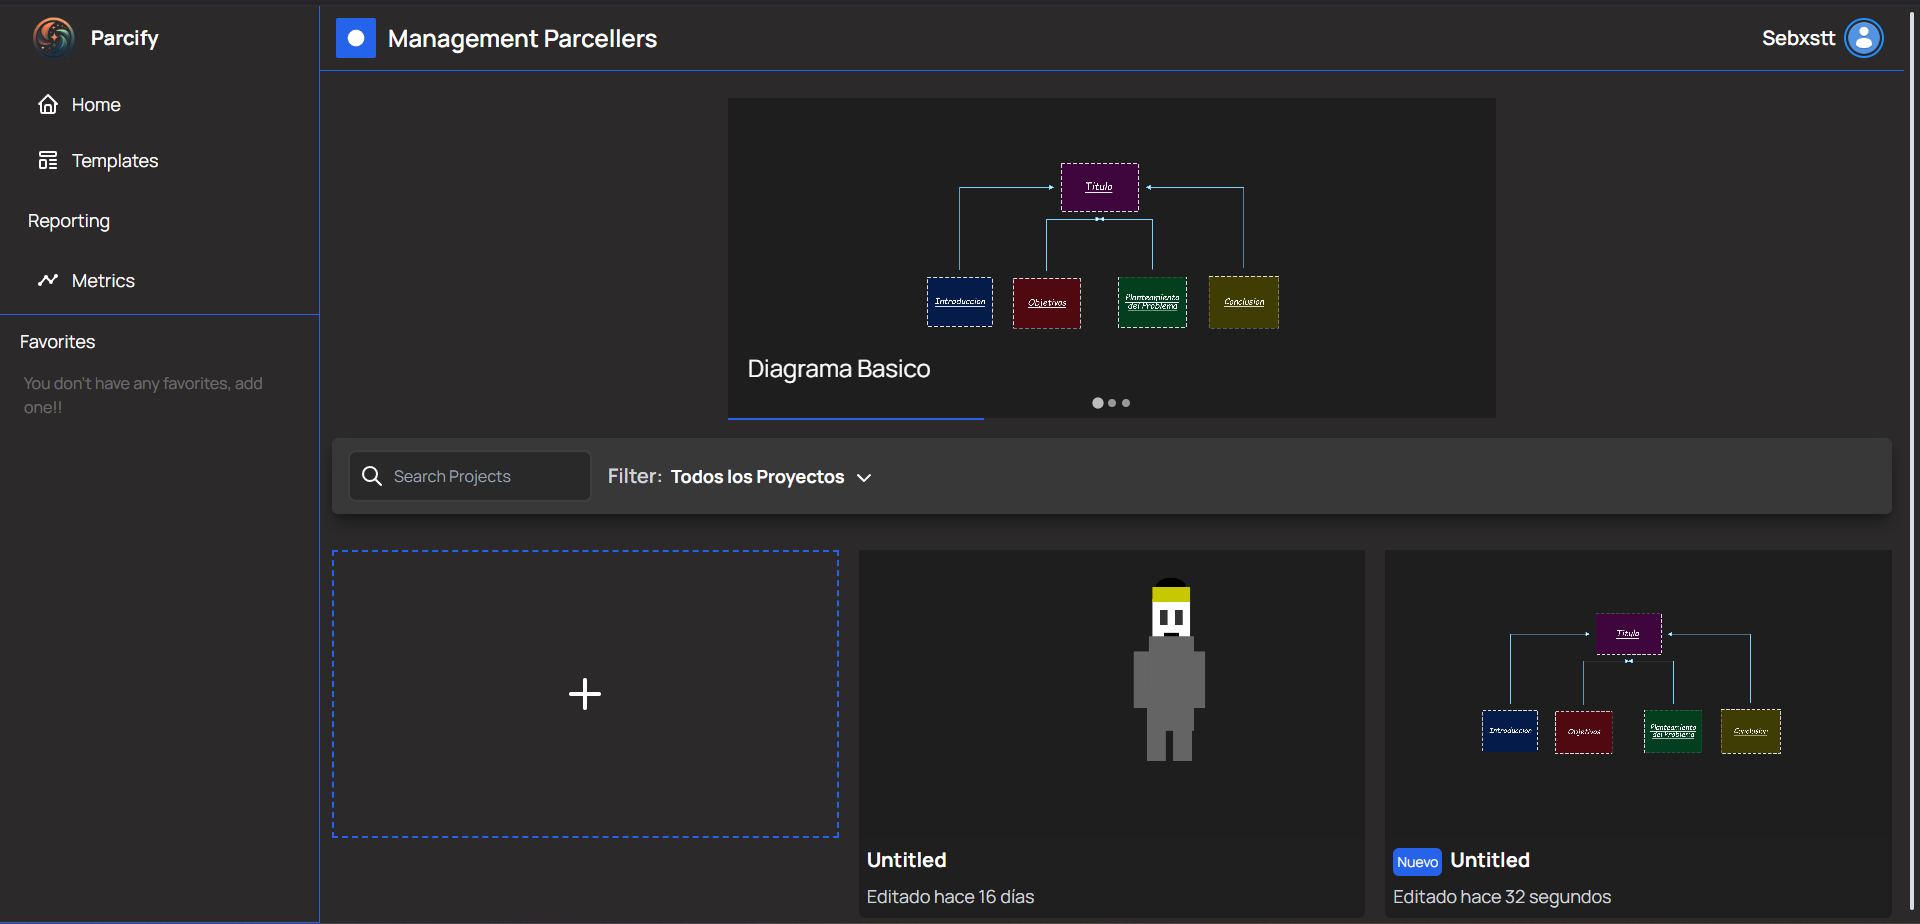 Parcify
Home
Templates
Reporting
Metrics
Favorites
You don't have any favorites, add
one!!
Management Parcellers
Sebxstt
Titulo
Introduccion
Objetivos
Planteamiento
del Problema
Conclusion
Diagrama Basico
Search Projects
Filter: Todos los Proyectos
Untitled
Editado hace 16 días
Titulo
Introduccion
Objetivos
Planteamiento
del Problema
Conclusion
Nuevo Untitled
Editado hace 32 segundos